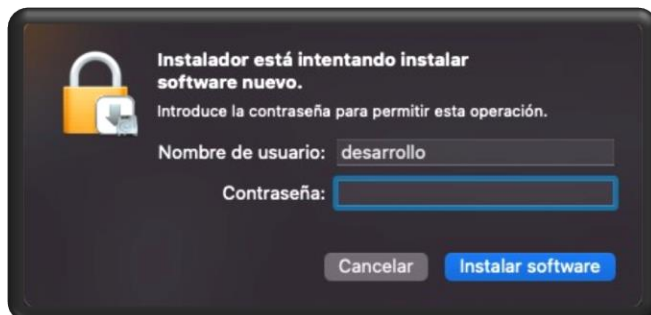 Instalador está intentando instalar
software nuevo.
Introduce la contraseña para permitir esta operación.
Nombre de usuario: desarrollo
Contraseña:
Cancelar Instalar software